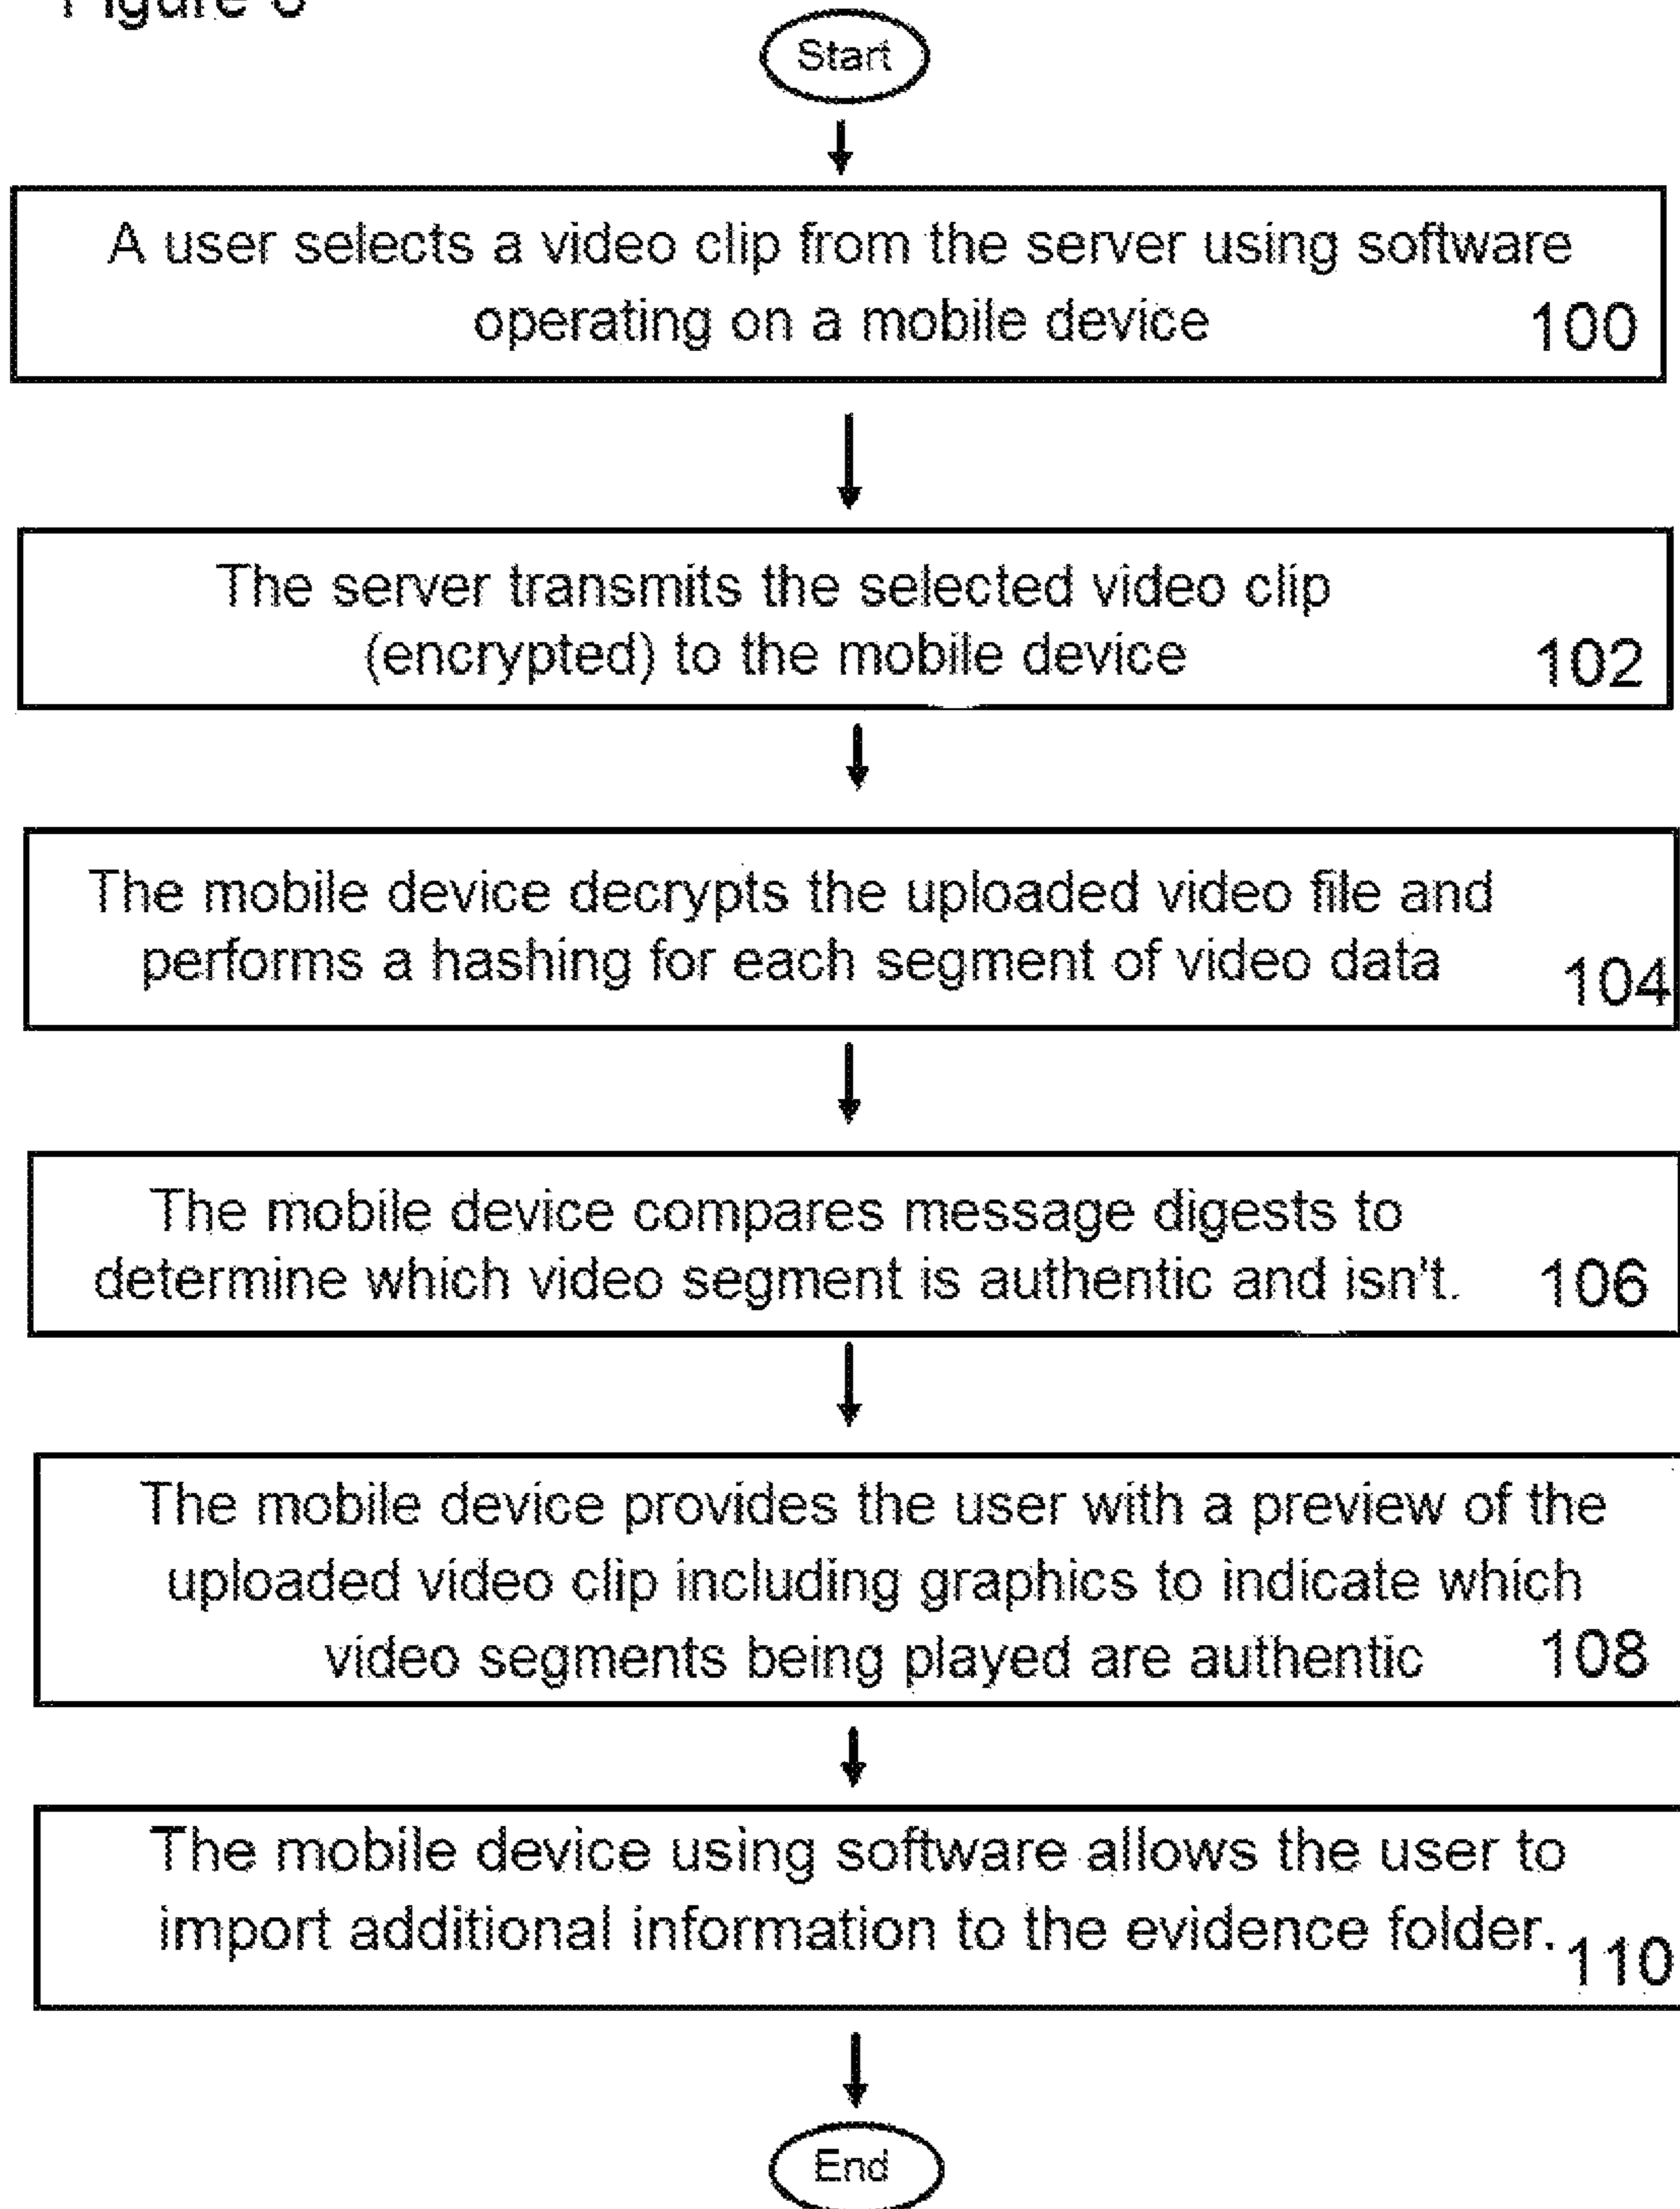 Figure
Start
A user selects a video clip from the server using software
operating on a mobile device
100
The server transmits the selected video clip
(encrypted) to the mobile device
102
The mobile device decrypts the uploaded video file and
performs a hashing for each segment of video data
104
The mobile device compares message digests to
determine which video segment is authentic and isn't.
106
The mobile device provides the user with a preview of the
uploaded video clip including graphics to indicate which
video segments being played are authentic
108
The mobile device using software allows the user to
import additional information to the evidence folder.
110
End